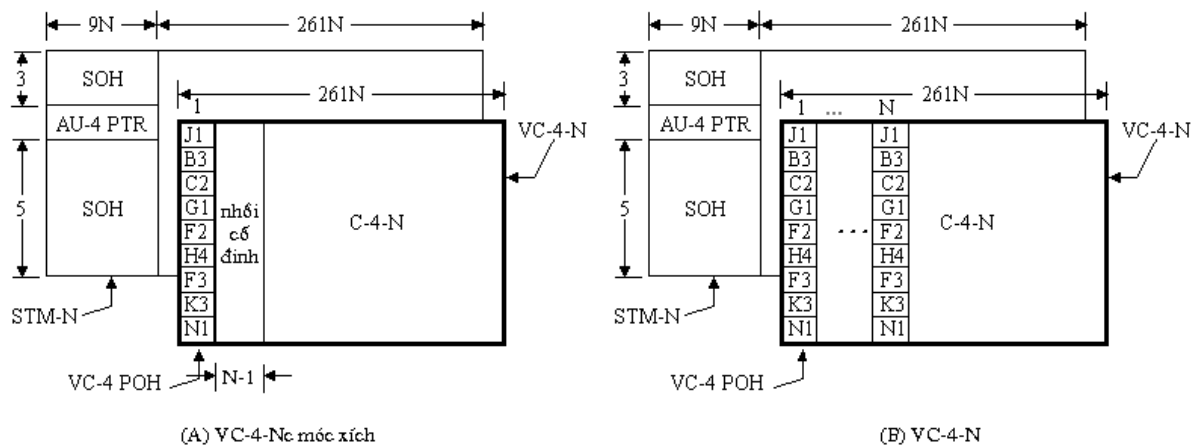 9N 261N
3 SOH 261N
1
AU-4 PTR
VC-4-N
J1
B3
C2
5 SOH G1 nhồi C-4-N
F2 cố
H4 đinh
F3
STM-N K3
N1
VC-4 POH N-1
(A) VC-4-Nc móc xích
9N 261N
3 SOH 261N
1 ... N
AU-4 PTR
VC-4-N
J1 J1
B3 B3
C2 C2
5 SOH G1 G1 C-4-N
F2 ... F2
H4 H4
F3 F3
STM-N K3 K3
N1 N1
VC-4 POH
(B) VC-4-N